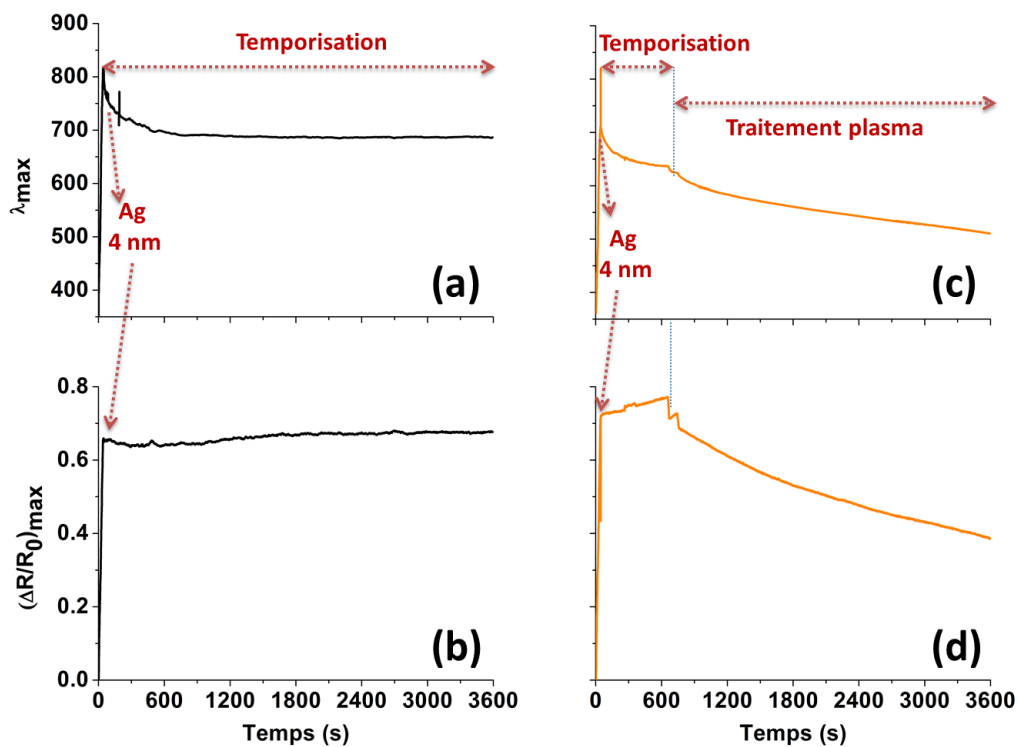 900
800
700
600
500
400
λmax
Temporisation
Ag
4 nm
(a)
Temporisation
Traitement plasma
Ag
4 nm
(c)
0.8
0.6
0.4
0.2
0.0
(ΔR/R0)max
(b)
0 600 1200 1800 2400 3000 3600
Temps (s)
(d)
0 600 1200 1800 2400 3000 3600
Temps (s)